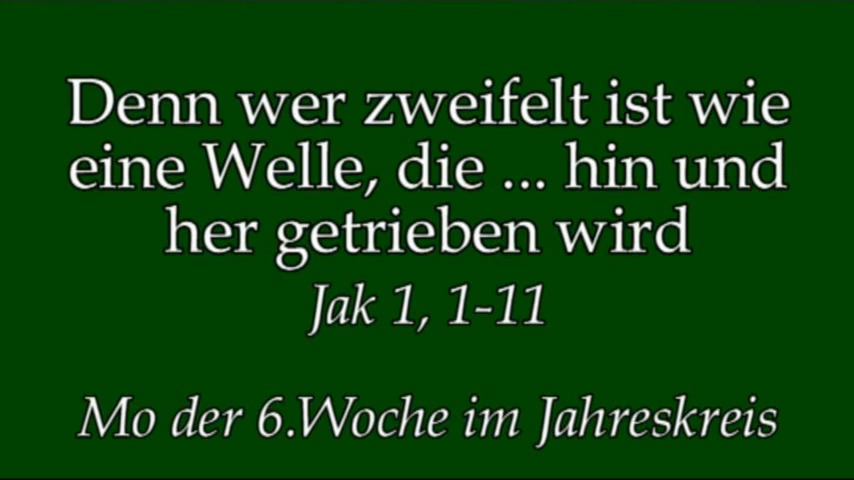 Denn wer zweifelt ist wie
eine Welle, die ... hin und
her getrieben wird
Jak 1, 1-11
Mo der 6.Woche im Jahreskreis